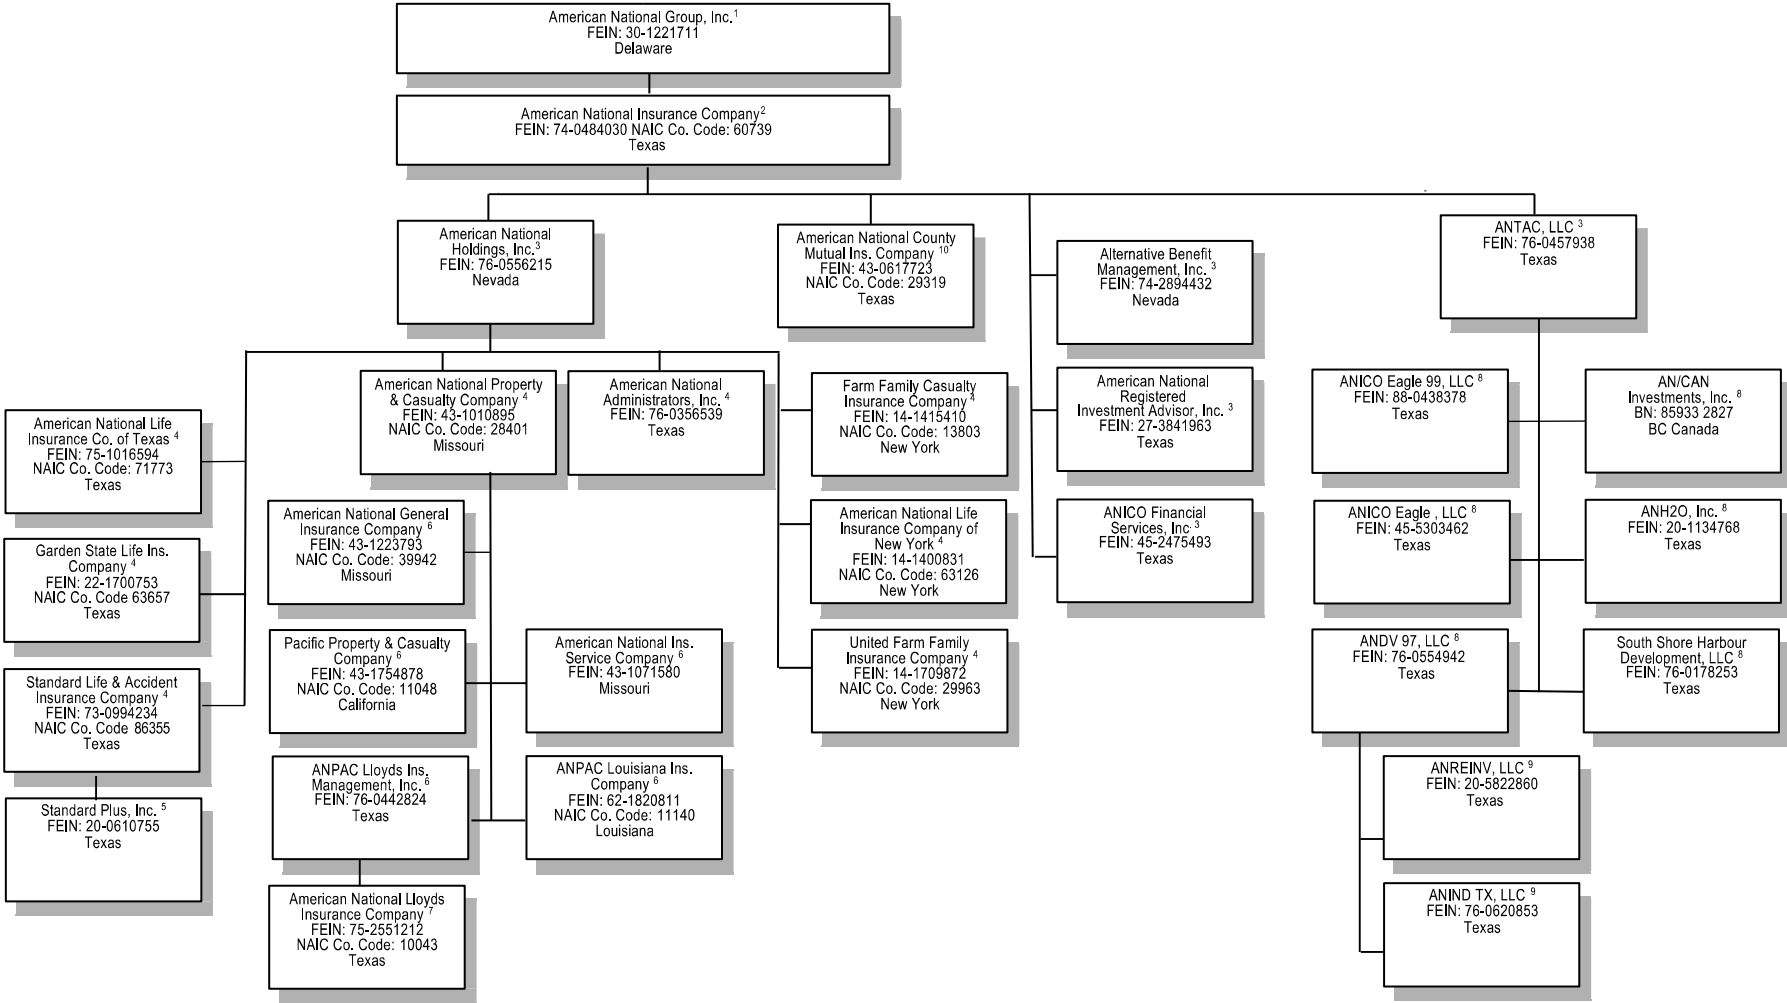 American National Group, Inc.¹
FEIN: 30-1221711
Delaware
American National Insurance Company²
FEIN: 74-0484030 NAIC Co. Code: 60739
Texas
American National
Holdings, Inc.³
FEIN: 76-0556215
Nevada
American National County
Mutual Ins. Company ¹⁰
FEIN: 43-0617723
NAIC Co. Code: 29319
Texas
Alternative Benefit
Management, Inc. ³
FEIN: 74-2894432
Nevada
ANTAC, LLC ³
FEIN: 76-0457938
Texas
American National Life
Insurance Co. of Texas ⁴
FEIN: 75-1016594
NAIC Co. Code: 71773
Texas
American National Property
& Casualty Company ⁴
FEIN: 43-1010895
NAIC Co. Code: 28401
Missouri
American National
Administrators, Inc. ⁴
FEIN: 76-0356539
Texas
Farm Family Casualty
Insurance Company ⁴
FEIN: 14-1415410
NAIC Co. Code: 13803
New York
American National
Registered
Investment Advisor, Inc. ³
FEIN: 27-3841963
Texas
ANICO Eagle 99, LLC ⁸
FEIN: 88-0438378
Texas
AN/CAN
Investments, Inc. ⁸
BN: 85933 2827
BC Canada
Garden State Life Ins.
Company ⁴
FEIN: 22-1700753
NAIC Co. Code 63657
Texas
American National General
Insurance Company ⁶
FEIN: 43-1223793
NAIC Co. Code: 39942
Missouri
American National Life
Insurance Company of
New York ⁴
FEIN: 14-1400831
NAIC Co. Code: 63126
New York
ANICO Financial
Services, Inc. ³
FEIN: 45-2475493
Texas
ANICO Eagle , LLC ⁸
FEIN: 45-5303462
Texas
ANH2O, Inc. ⁸
FEIN: 20-1134768
Texas
Standard Life & Accident
Insurance Company ⁴
FEIN: 73-0994234
NAIC Co. Code 86355
Texas
Pacific Property & Casualty
Company ⁶
FEIN: 43-1754878
NAIC Co. Code: 11048
California
American National Ins.
Service Company ⁶
FEIN: 43-1071580
Missouri
United Farm Family
Insurance Company ⁴
FEIN: 14-1709872
NAIC Co. Code: 29963
New York
ANDV 97, LLC ⁸
FEIN: 76-0554942
Texas
South Shore Harbour
Development, LLC ⁸
FEIN: 76-0178253
Texas
Standard Plus, Inc. ⁵
FEIN: 20-0610755
Texas
ANPAC Lloyds Ins.
Management, Inc. ⁶
FEIN: 76-0442824
Texas
ANPAC Louisiana Ins.
Company ⁶
FEIN: 62-1820811
NAIC Co. Code: 11140
Louisiana
ANREINV, LLC ⁹
FEIN: 20-5822860
Texas
American National Lloyds
Insurance Company ⁷
FEIN: 75-2551212
NAIC Co. Code: 10043
Texas
ANIND TX, LLC ⁹
FEIN: 76-0620853
Texas